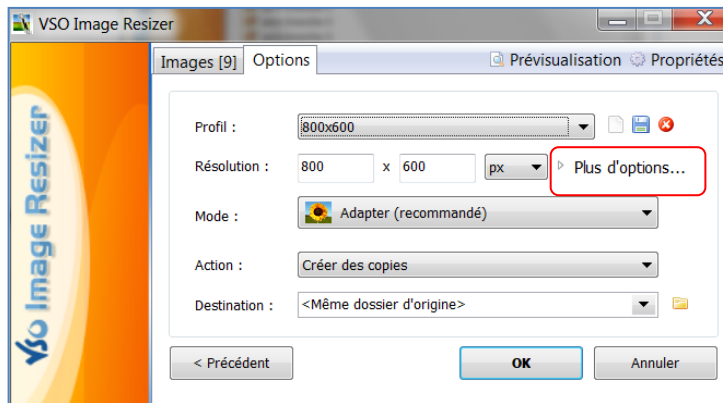 VSO Image Resizer
Images [9] Options Prévisualisation Propriétés
Profil : 800x600
Résolution : 800 x 600 px Plus d'options...
Mode : Adapter (recommandé)
Action : Créer des copies
Destination : <Même dossier d'origine>
< Précédent OK Annuler
VSO Image Resizer